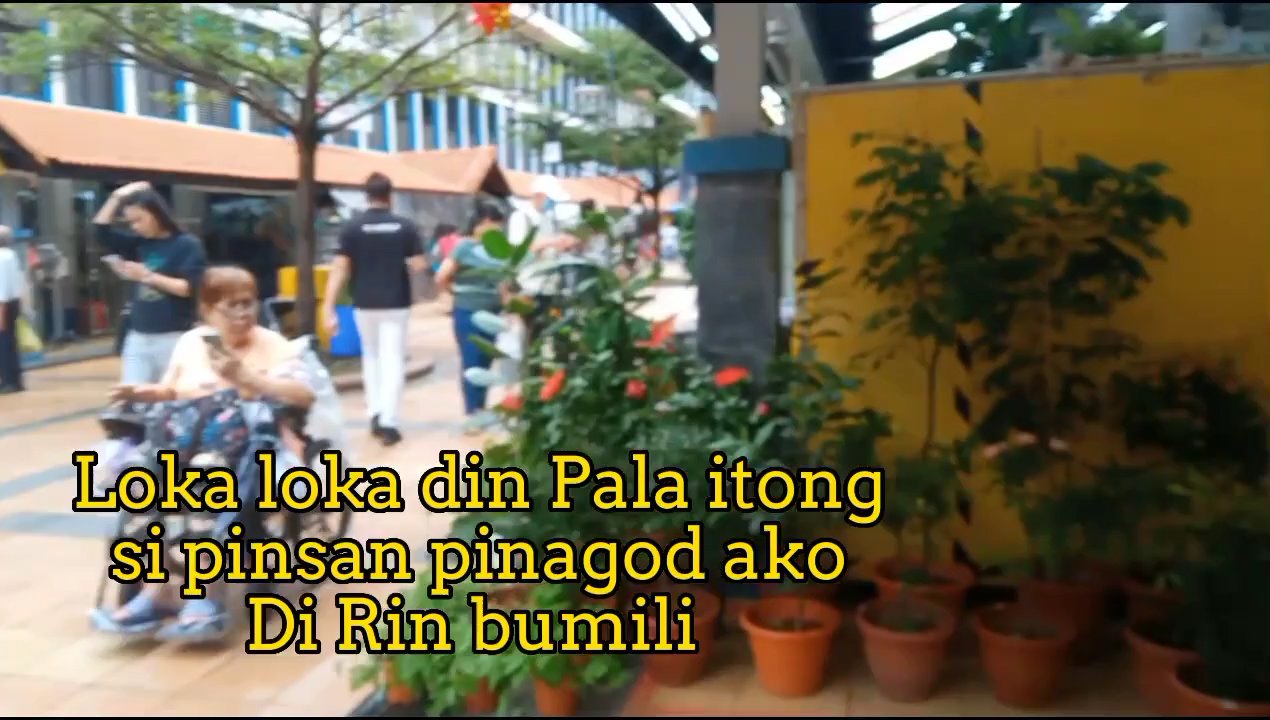 Loka loka din Pala itong
si pinsan pinagod ako
Di Rin bumili